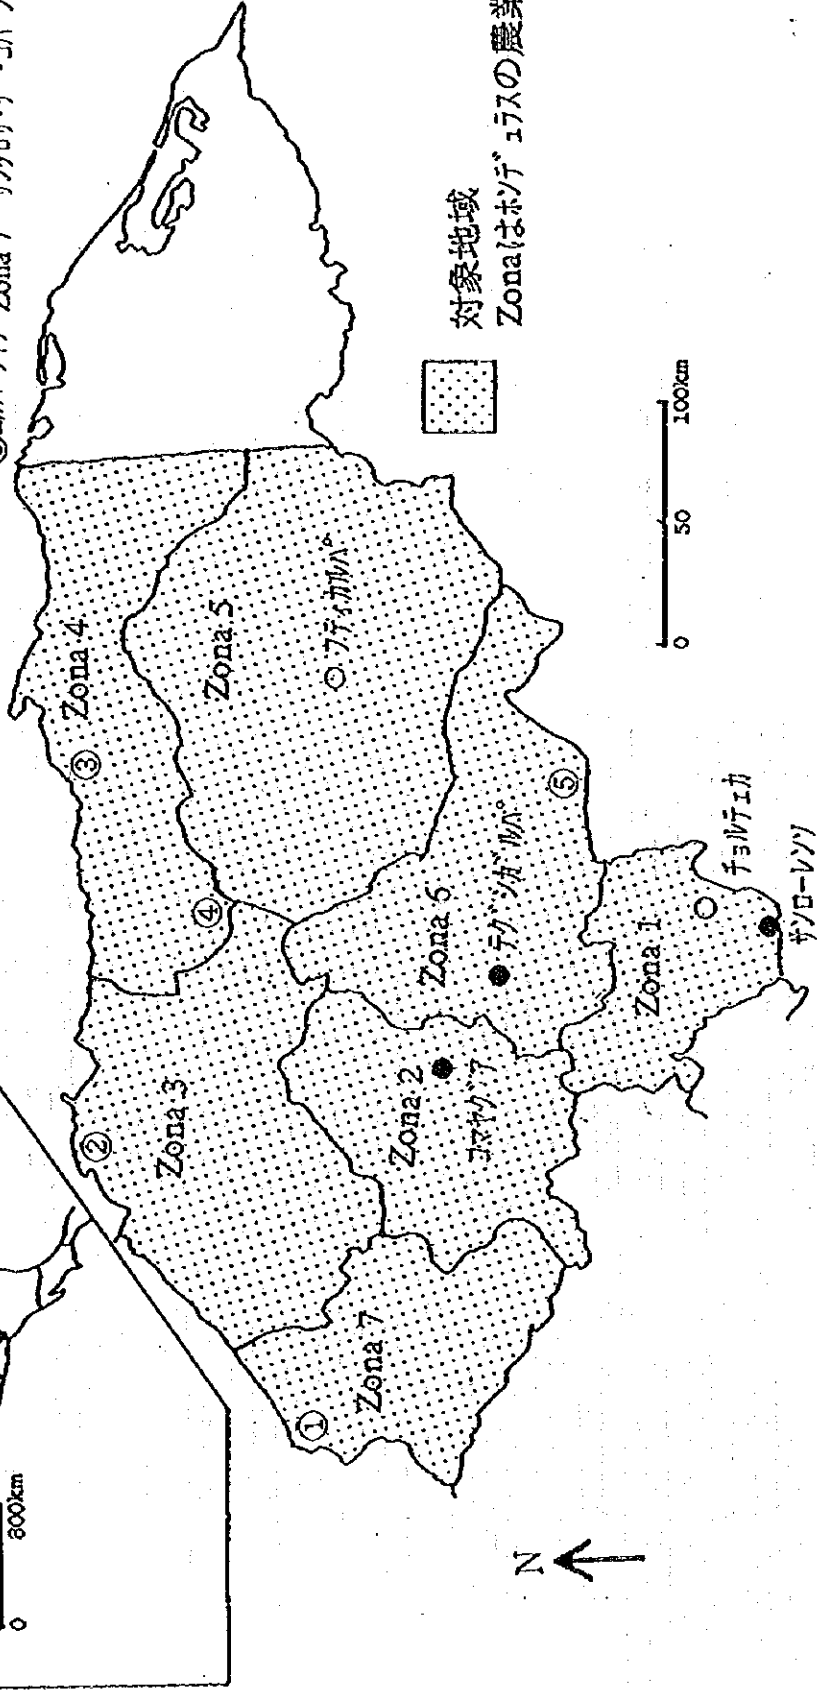 800km
0
N
Zona 7
①
②
Zona 3
Zona 2
コマヤグア
Zona 6
テグシガルパ
④
③
Zona 4
Zona 5
フティカルパ
⑤
Zona 1
チョルテェカ
サンローレンソ
対象地域
Zonaはホンデュラスの農業
0
50
100km